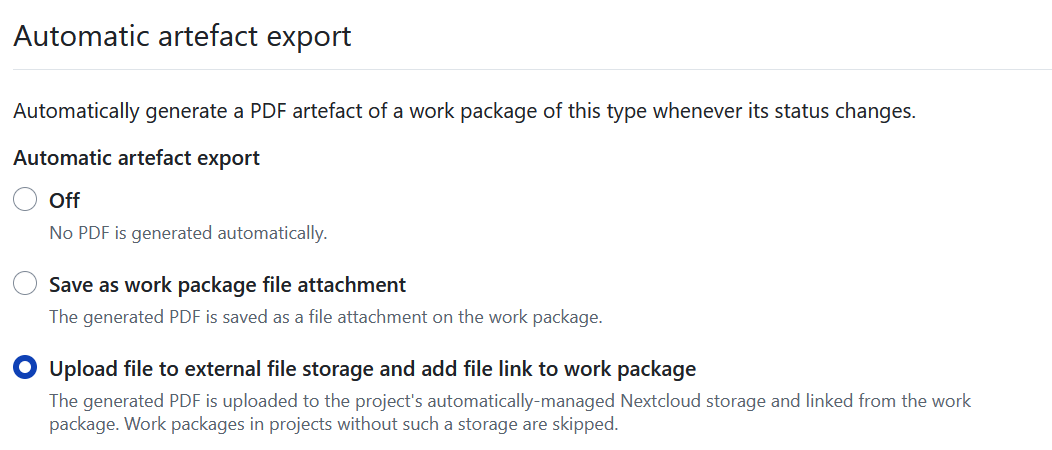 Automatic artefact export
Automatically generate a PDF artefact of a work package of this type whenever its status changes.
Automatic artefact export
Off
No PDF is generated automatically.
Save as work package file attachment
The generated PDF is saved as a file attachment on the work package.
Upload file to external file storage and add file link to work package
The generated PDF is uploaded to the project's automatically-managed Nextcloud storage and linked from the work
package. Work packages in projects without such a storage are skipped.